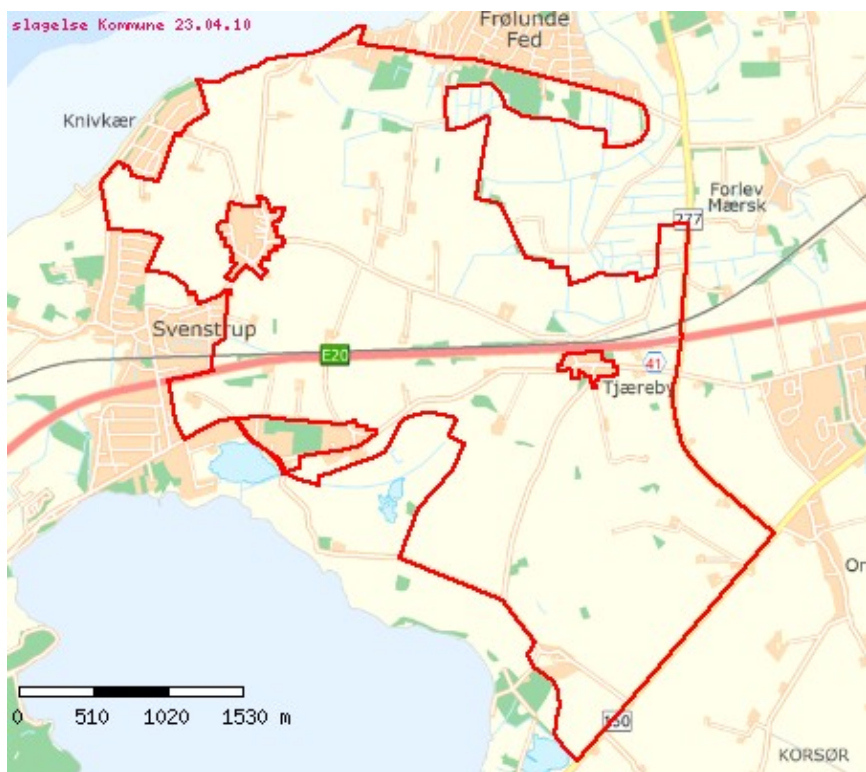 slagelse Kommune 23.04.10
Frølunde
Fed
Knivkær
Forlev
Mærsk
277
Svenstrup
E20
41
Tjæreby
150
0 510 1020 1530 m
KORSØR